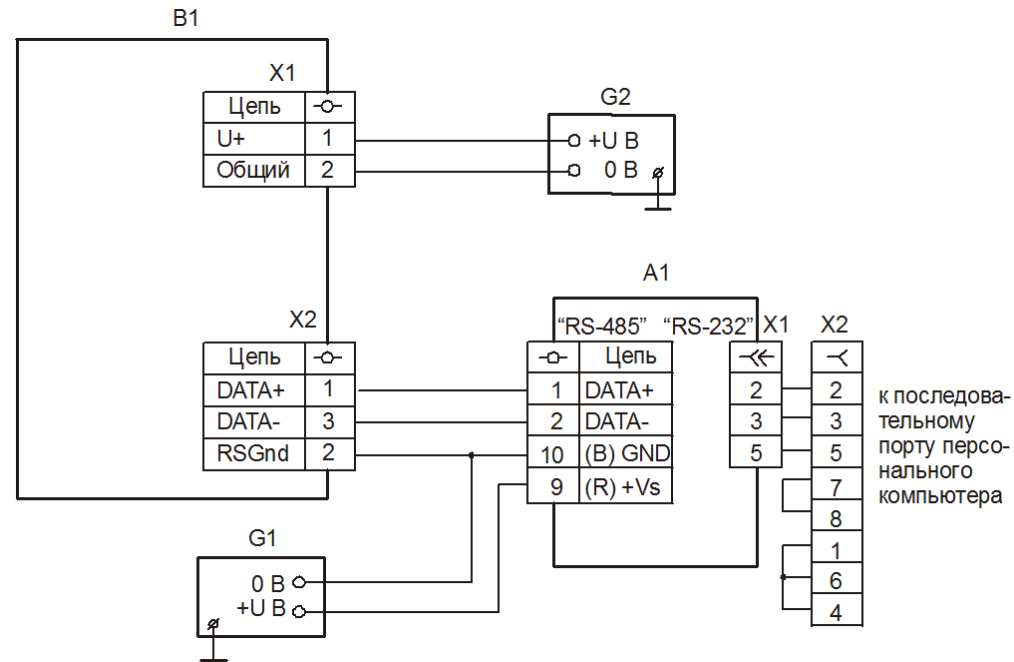 B1
X1
Цепь
U+ 1
Общий 2
G2
+U В
0 В
A1
X2
Цепь
DATA+ 1
DATA- 3
RSGnd 2
“RS-485” “RS-232” X1 X2
Цепь
1 DATA+
2 DATA-
10 (B) GND
9 (R) +Vs
2 2
3 3
5 5
7
8
1
6
4
к последова-
тельному
порту персо-
нального
компьютера
G1
0 В
+U В